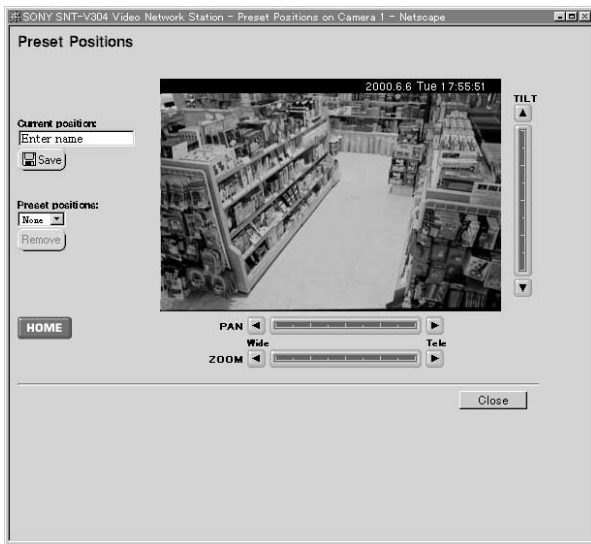 SONY SNT-V304 Video Network Station - Preset Positions on Camera 1 - Netscape
Preset Positions
2000.6.6 Tue 17:55:51
TILT
Current position:
Enter name
Save
Preset positions:
None
Remove
HOME
PAN
Wide
Tele
ZOOM
Close